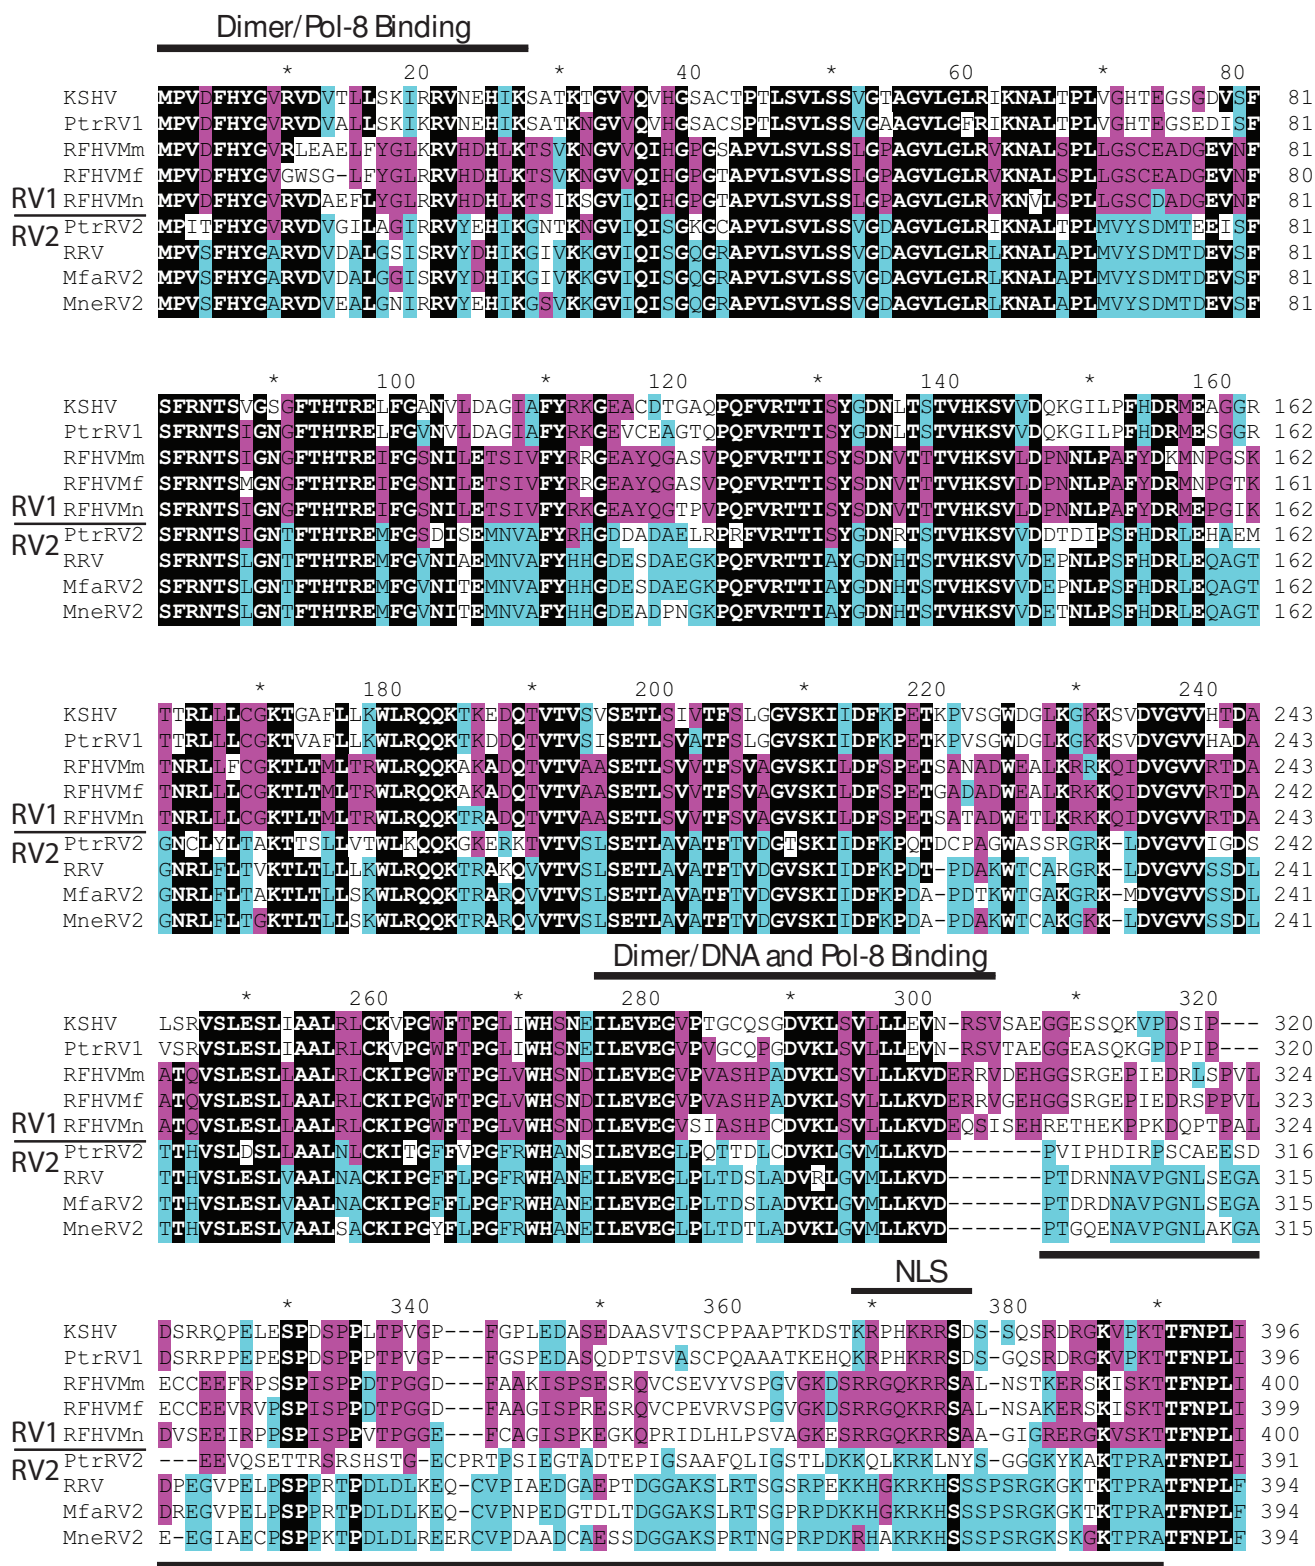 Dimer/Pol-8 Binding
* 20 * 40 * 60 * 80
KSHV MPVDFHYGVRVDVTLLSKIRRVNEHIKSATKTGVVQVHGSACTPTLSVLSSVGTAGVLGLRIKNALTPLVGHTEGSGDVSF 81
PtrRV1 MPVDFHYGVRVDVALLSKIKRVNEHIKSATKNGVVQVHGSACSPTLSVLSSVGAAGVLGFRIKNALTPLVGHTEGSEDISF 81
RFHVMm MPVDFHYGVRLEAELFYGLKRVHDHLKTSVKNGVVQIHGPGSAPVLSVLSSLGPAGVLGLRVKNALSPLLGSCEADGEVNF 81
RFHVMf MPVDFHYGVGWSG-LFYGLRRVHDHLKTSVKNGVVQIHGPGTAPVLSVLSSLGPAGVLGLRVKNALSPLLGSCEADGEVNF 80
RV1 RFHVMn MPVDFHYGVRVDAEFLYGLRRVHDHLKTSIKSGVIQIHGPGTAPVLSVLSSLGPAGVLGLRVKNVLSPLLGSCDADGEVNF 81
RV2 PtrRV2 MPITFHYGVRVDVGILAGIRRVYEHIKGNTKNGVIQISGKGCAPVLSVLSSVGDAGVLGLRIKNALTPLMVYSDMTEEISF 81
RRV MPVSFHYGARVDVDALGSISRVYDHIKGIVKKGVIQISGQGRAPVLSVLSSVGDAGVLGLRLKNALAPLMVYSDMTDEVSF 81
MfaRV2 MPVSFHYGARVDVDALGGISRVYDHIKGIVKKGVIQISGQGRAPVLSVLSSVGDAGVLGLRLKNALAPLMVYSDMTDEVSF 81
MneRV2 MPVSFHYGARVDVEALGNIRRVYEHIKGSVKKGVIQISGQGRAPVLSVLSSVGDAGVLGLRLKNALAPLMVYSDMTDEVSF 81
* 100 * 120 * 140 * 160
KSHV SFRNTSVGSGFTHTRELFGANVLDAGIAFYRKGEACDTGAQPQFVRTTISYGDNLTSTVHKSVVDQKGILPFHDRMEAGGR 162
PtrRV1 SFRNTSIGNGFTHTRELFGVNVLDAGIAFYRKGEVCEAGTQPQFVRTTISYGDNLTSTVHKSVVDQKGILPFHDRMESGGR 162
RFHVMm SFRNTSIGNGFTHTREIFGSNILETSIVFYRRGEAYQGASVPQFVRTTISYSDNVTTTVHKSVLDPNNLPAFYDKMNPGSK 162
RFHVMf SFRNTSMGNGFTHTREIFGSNILETSIVFYRRGEAYQGASVPQFVRTTISYSDNVTTTVHKSVLDPNNLPAFYDRMNPGTK 161
RV1 RFHVMn SFRNTSIGNGFTHTREIFGSNILETSIVFYRKGEAYQGTPVPQFVRTTISYGDNVTTTVHKSVLDPNNLPAFYDRMEPGIK 162
RV2 PtrRV2 SFRNTSIGNTFTHTREMFGSDISEMNVAFYRHGDDADAELRPRFVRTTISYGDNRTSTVHKSVVDDTDIPSFHDRLEHAEM 162
RRV SFRNTSLGNTFTHTREMFGVNIAEMNVAFYHHGDESDAEGKPQFVRTTIAYGDNHTSTVHKSVVDEPNLPSFHDRLEQAGT 162
MfaRV2 SFRNTSLGNTFTHTREMFGVNITEMNVAFYHHGDESDAEGKPQFVRTTIAYGDNHTSTVHKSVVDEPNLPSFHDRLEQAGT 162
MneRV2 SFRNTSLGNTFTHTREMFGVNITEMNVAFYHHGDEADPNGKPQFVRTTIAYGDNHTSTVHKSVVDETNLPSFHDRLEQAGT 162
* 180 * 200 * 220 * 240
KSHV TTRLLLCGKTGAFLLKWLRQQKTKEDQTVTVSVSETLSIVTFSLGGVSKIIDFKPETKPVSGWDGLKGKKSVDVGVVHTDA 243
PtrRV1 TTRLLLCGKTVAFLLKWLRQQKTKDDQTVTVSISETLSVATFSLGGVSKIIDFKPETKPVSGWDGLKGKKSVDVGVVHADA 243
RFHVMm TNRLLFCGKTLTMLTRWLRQQKAKADQTVTVAASETLSVVTFSVAGVSKILDFSPETSANADWEALKRRKQIDVGVVRTDA 243
RFHVMf TNRLLLCGKTLTMLTRWLRQQKAKADQTVTVAASETLSVVTFSVAGVSKILDFSPETGADADWEALKRKKQIDVGVVRTDA 242
RV1 RFHVMn TNRLLLCGKTLTMLTRWLRQQKTRADQTVTVAASETLSVVTFSVAGVSKILDFSPETSATADWETLKRKKQIDVGVVRTDA 243
RV2 PtrRV2 GNCLYLTAKTTSLLVTWLKQQKGKERKTVTVSLSETLAVATFTVDGTSKIIDFKPQTDCPAGWASSRGRK-LDVGVVIGDS 242
RRV GNRLFLTVKTLTLLLKWLRQQKTRAKQVVTVSLSETLAVATFTVDGVSKIIDFKPDT-PDAKWTCARGRK-LDVGVVSSDL 241
MfaRV2 GNRLFLTAKTLTLLSKWLRQQKTRARQVVTVSLSETLAVATFTVDGVSKIIDFKPDA-PDTKWTGAKGRK-MDVGVVSSDL 241
MneRV2 GNRLFLTGKTLTLLSKWLRQQKTRARQVVTVSLSETLAVATFTVDGVSKIIDFKPDA-PDAKWTCAKGKK-LDVGVVSSDL 241
Dimer/DNA and Pol-8 Binding
* 260 * 280 * 300 * 320
KSHV LSRVSLESLIAALRLCKVPGWFTPGLIWHSNEILEVEGVPTGCQSGDVKLSVLLLEVN-RSVSAEGGESSQKVPDSIP--- 320
PtrRV1 VSRVSLESLIAALRLCKVPGWFTPGLIWHSNEILEVEGVPVGCQPGDVKLSVLLLEVN-RSVTAEGGEASQKGPDPIP--- 320
RFHVMm ATQVSLESLLAALRLCKIPGWFTPGLVWHSNDILEVEGVPVASHPADVKLSVLLLKVDERRVDEHGGSRGEPIEDRLSPVL 324
RFHVMf ATQVSLESLLAALRLCKIPGWFTPGLVWHSNDILEVEGVPVASHPADVKLSVLLLKVDERRVGEHGGSRGEPIEDRSPPVL 323
RV1 RFHVMn ATQVSLESLLAALRLCKIPGWFTPGLVWHSNDILEVEGVSIASHPCDVKLSVLLLKVDEQSISEHRETHEKPPKDQPTPAL 324
RV2 PtrRV2 TTHVSLDSLLAALNLCKITGFFVPGFRWHANSILEVEGLPQTTDLCDVKLGVMLLKVD-------PVIPHDIRPSCAEESD 316
RRV TTHVSLESLVAALNACKIPGFFLPGFRWHANEILEVEGLPLTDSLADVRLGVMLLKVD-------PTDRNNAVPGNLSEGA 315
MfaRV2 TTHVSLESLVAALNACKIPGFFLPGFRWHANEILEVEGLPLTDSLADVKLGVMLLKVD-------PTDRDNAVPGNLSEGA 315
MneRV2 TTHVSLESLVAALSACKIPGYFLPGFRWHANEILEVEGLPLTDTLADVKLGVMLLKVD-------PTGQENAVPGNLAKGA 315
NLS
* 340 * 360 * 380 *
KSHV DSRRQPELESPDSPPLTPVGP---FGPLEDASEDAASVTSCPPAAPTKDSTKRPHKRRSDS-SQSRDRGKVPKTTFNPLI 396
PtrRV1 DSRRPPEPESPDSPPPTPVGP---FGSPEDASQDPTSVASCPQAAATKEHQKRPHKRRSDS-GQSRDRGKVPKTTFNPLI 396
RFHVMm ECCEEFRPSSPISPPDTPGGD---FAAKISPSESRQVCSEVYVSPGVGKDSRRGQKRRSAL-NSTKERSKISKTTFNPLI 400
RFHVMf ECCEEVRVPSPISPPDTPGGD---FAAGISPRESRQVCPEVRVSPGVGKDSRRGQKRRSAL-NSAKERSKISKTTFNPLI 399
RV1 RFHVMn DVSEEIRPPSPISPPVTPGGE---FCAGISPKEGKQPRIDLHLPSVAGKESRRGQKRRSAA-GIGRERGKVSKTTFNPLI 400
RV2 PtrRV2 ---EEVQSETTRSRSHSTG-ECPRTPSIEGTADTEPIGSAAFQLIGSTLDKKQLKRKLNYS-GGGKYKAKTPRATFNPLI 391
RRV DPEGVPELPSPPRTPDLDLKEQ-CVPIAEDGAEPTDGGAKSLRTSGSRPEKKHGKRKHSSSPSRGKGKTKTPRATFNPLF 394
MfaRV2 DREGVPELPSPPRTPDLDLKEQ-CVPNPEDGTDLTDGGAKSLRTSGSGRPDKKHGKRKHSSSPSRGKGKTKTPRATFNPLF 394
MneRV2 E-EGIAECPSPPKTPDLDLREERCVPDAADCAESSDGGAKSPRTNGPRPDKRHAKRKHSSSPSRGKSKGKTPRATFNPLF 394